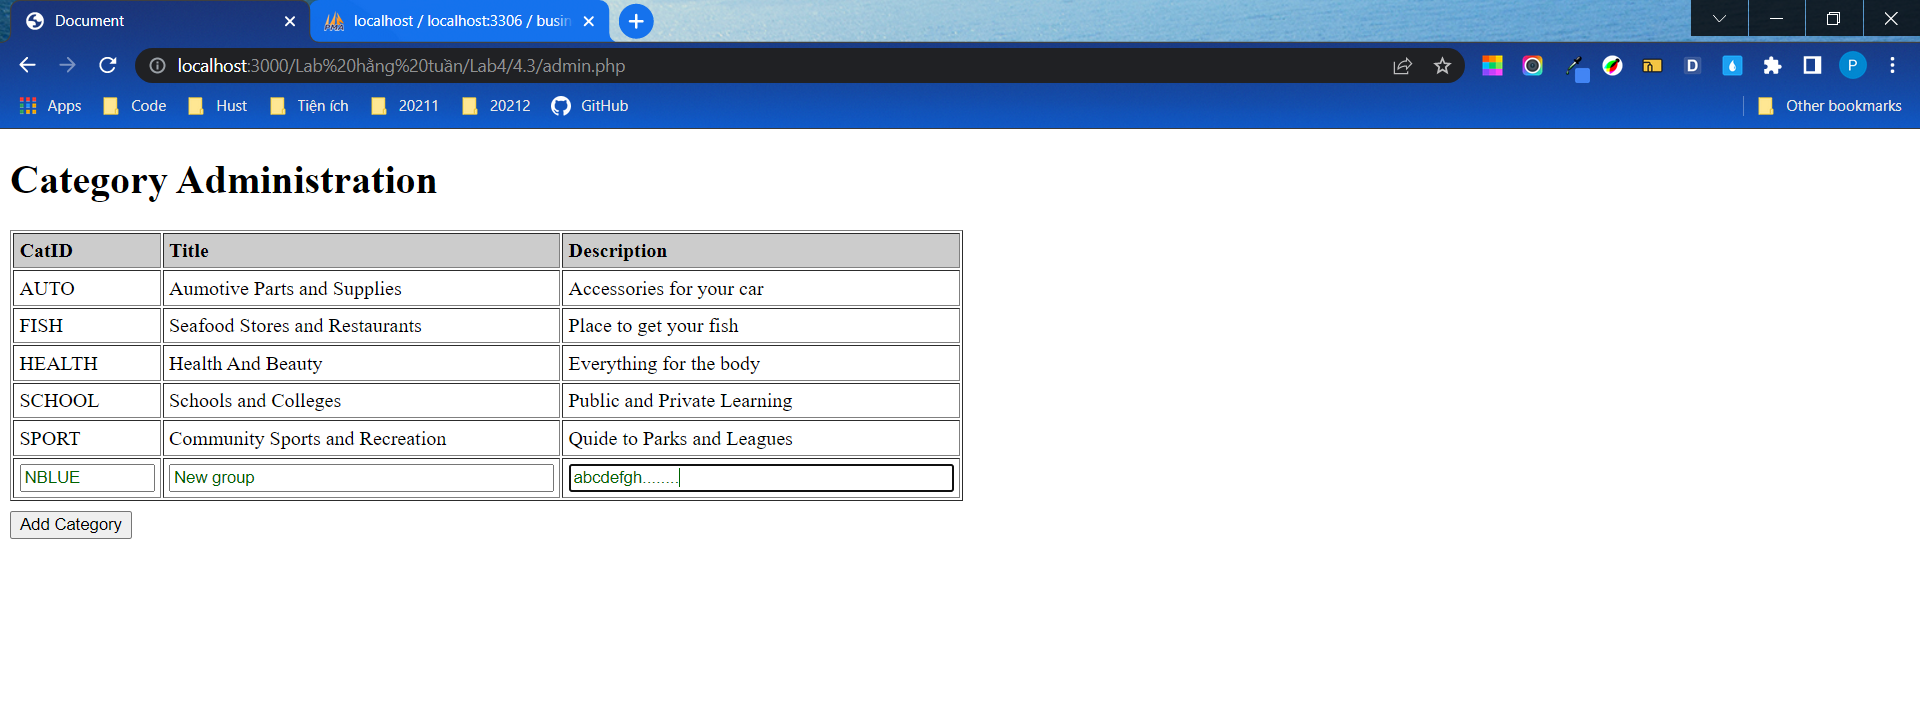 Document
localhost / localhost:3306 / busin
localhost:3000/Lab%20hằng%20tuần/Lab4/4.3/admin.php
D
P
Apps Code Hust Tiện ích 20211 20212 GitHub Other bookmarks
Category Administration
CatID Title Description
AUTO Aumotive Parts and Supplies Accessories for your car
FISH Seafood Stores and Restaurants Place to get your fish
HEALTH Health And Beauty Everything for the body
SCHOOL Schools and Colleges Public and Private Learning
SPORT Community Sports and Recreation Quide to Parks and Leagues
NBLUE New group abcdefgh........
Add Category